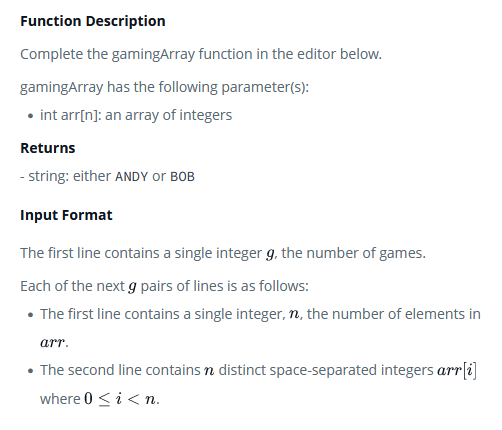 Function Description
Complete the gamingArray function in the editor below.
gamingArray has the following parameter(s):
• int arr[n]: an array of integers
Returns
- string: either ANDY or BOB
Input Format
The first line contains a single integer g, the number of games.
Each of the next g pairs of lines is as follows:
• The first line contains a single integer, n, the number of elements in
arr.
• The second line contains n distinct space-separated integers arr[i]
where 0 ≤ i < n.